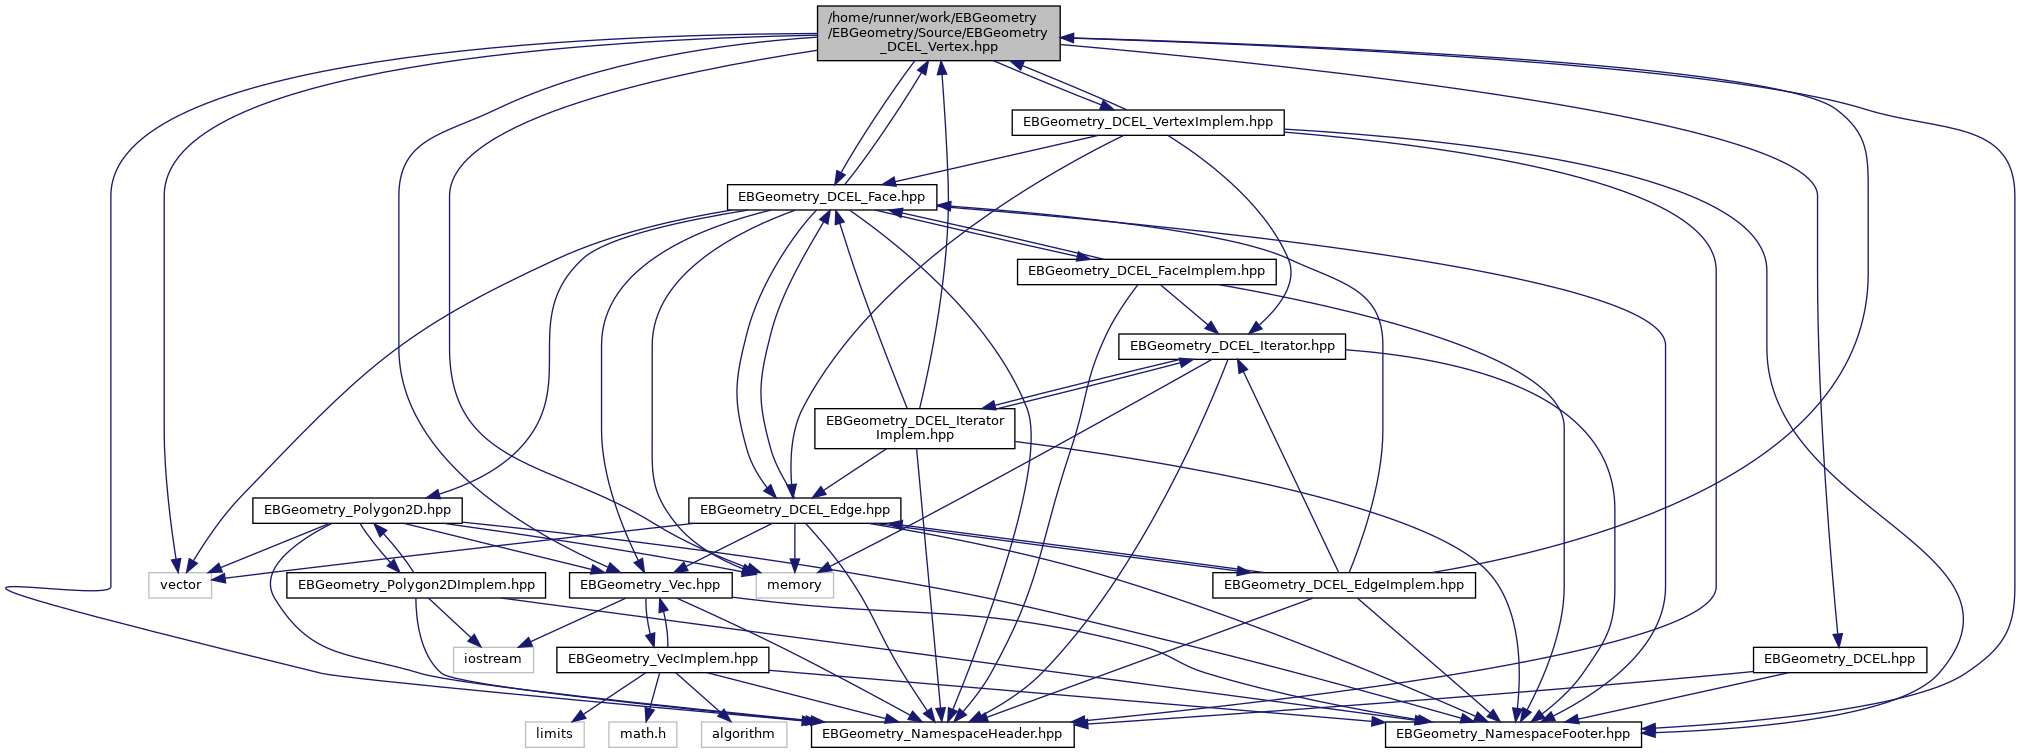 /home/runner/work/EBGeometry
/EBGeometry/Source/EBGeometry
_DCEL_Vertex.hpp
EBGeometry_DCEL_VertexImplem.hpp
EBGeometry_DCEL_Face.hpp
EBGeometry_DCEL_FaceImplem.hpp
EBGeometry_DCEL_Iterator.hpp
EBGeometry_DCEL_Iterator
Implem.hpp
EBGeometry_Polygon2D.hpp
EBGeometry_DCEL_Edge.hpp
vector
EBGeometry_Polygon2DImplem.hpp
EBGeometry_Vec.hpp
memory
EBGeometry_DCEL_EdgeImplem.hpp
iostream
EBGeometry_VecImplem.hpp
EBGeometry_DCEL.hpp
limits
math.h
algorithm
EBGeometry_NamespaceHeader.hpp
EBGeometry_NamespaceFooter.hpp